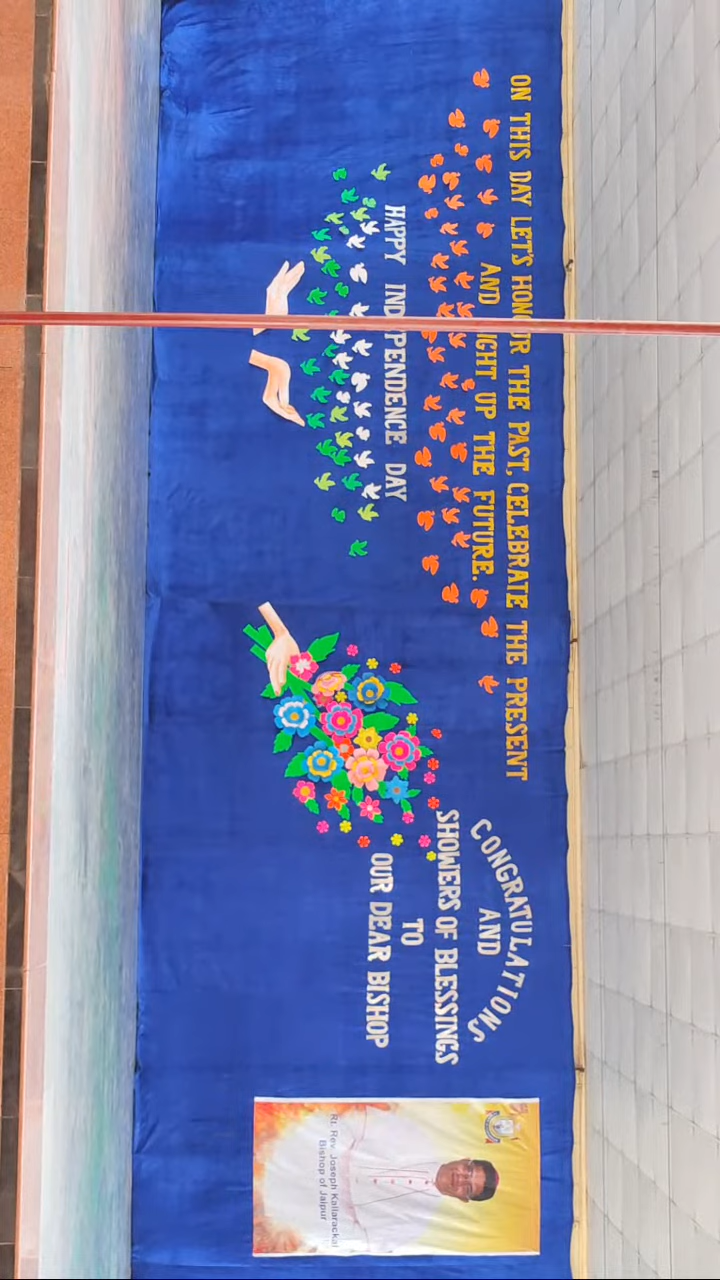 ON THIS DAY LET'S HONOUR THE PAST, CELEBRATE THE PRESENT
AND LIGHT UP THE FUTURE.
HAPPY INDEPENDENCE DAY
CONGRATULATIONS
AND
SHOWERS OF BLESSINGS
TO
OUR DEAR BISHOP
Rt. Rev. Joseph Kallarackal
Bishop of Jaipur